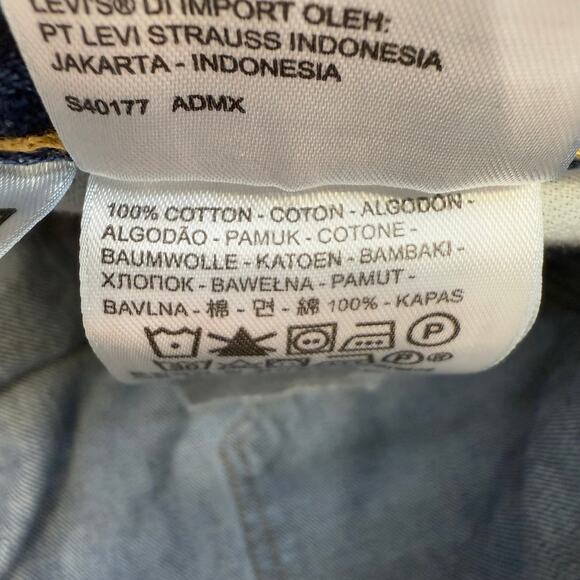 LEVI'S® DI IMPORT OLEH:
PT LEVI STRAUSS INDONESIA
JAKARTA - INDONESIA
S40177 ADMX
100% COTTON - COTON - ALGODÓN -
ALGODÃO - PAMUK - COTONE -
BAUMWOLLE - KATOEN - BAMBAKI -
ХЛОПОК - BAWEŁNA - PAMUT -
BAVLNA - 棉 - 면 - 綿 100% - KAPAS
P